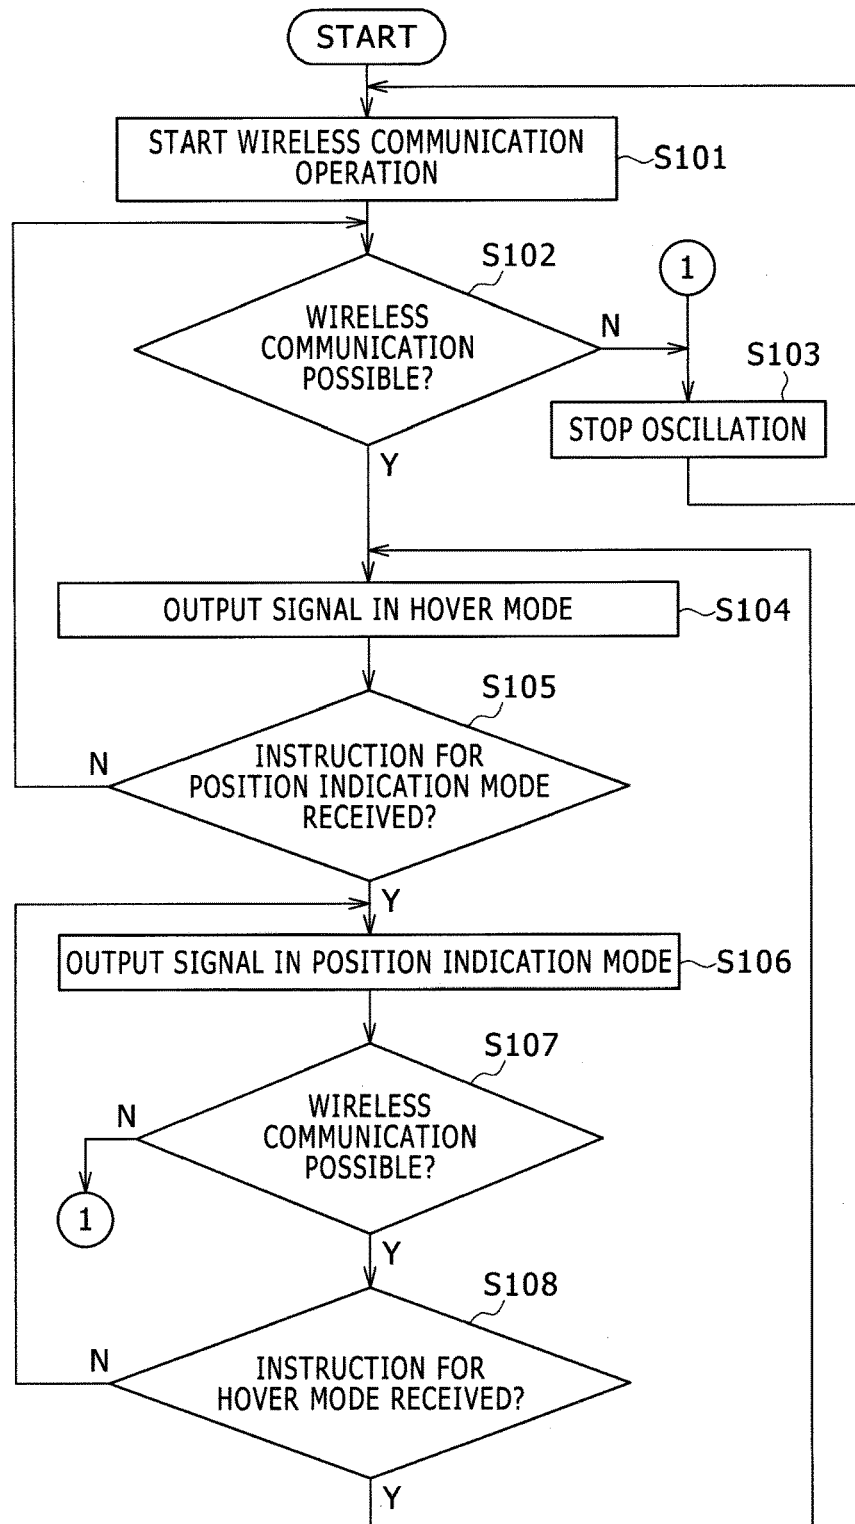 START
START WIRELESS COMMUNICATION
OPERATION
S101
S102
WIRELESS
COMMUNICATION
POSSIBLE?
N
1
S103
STOP OSCILLATION
Y
OUTPUT SIGNAL IN HOVER MODE
S104
S105
INSTRUCTION FOR
POSITION INDICATION MODE
RECEIVED?
N
Y
OUTPUT SIGNAL IN POSITION INDICATION MODE
S106
S107
WIRELESS
COMMUNICATION
POSSIBLE?
N
1
Y
S108
INSTRUCTION FOR
HOVER MODE RECEIVED?
N
Y